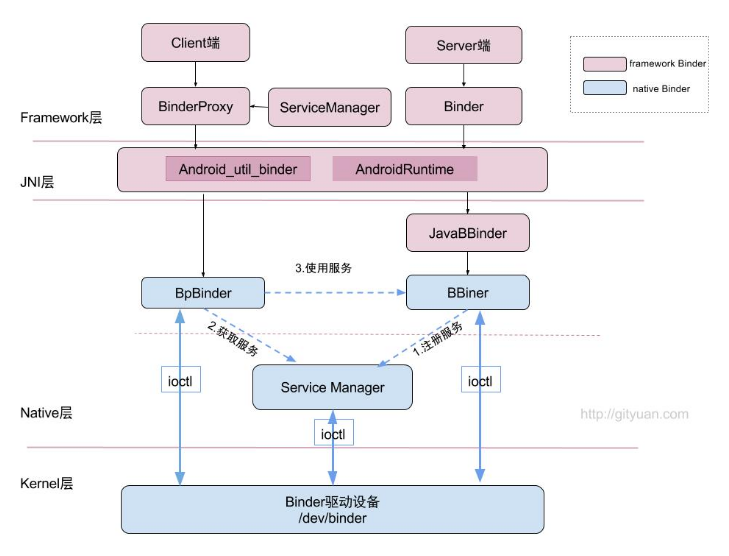 Client端
Server端
framework Binder
BinderProxy
ServiceManager
Binder
native Binder
Framework层
Android_util_binder
AndroidRuntime
JNI层
JavaBBinder
3.使用服务
BpBinder
BBiner
2.获取服务
1.注册服务
ioctl
Service Manager
ioctl
Native层
http://gityuan.com
ioctl
Kernel层
Binder驱动设备
/dev/binder